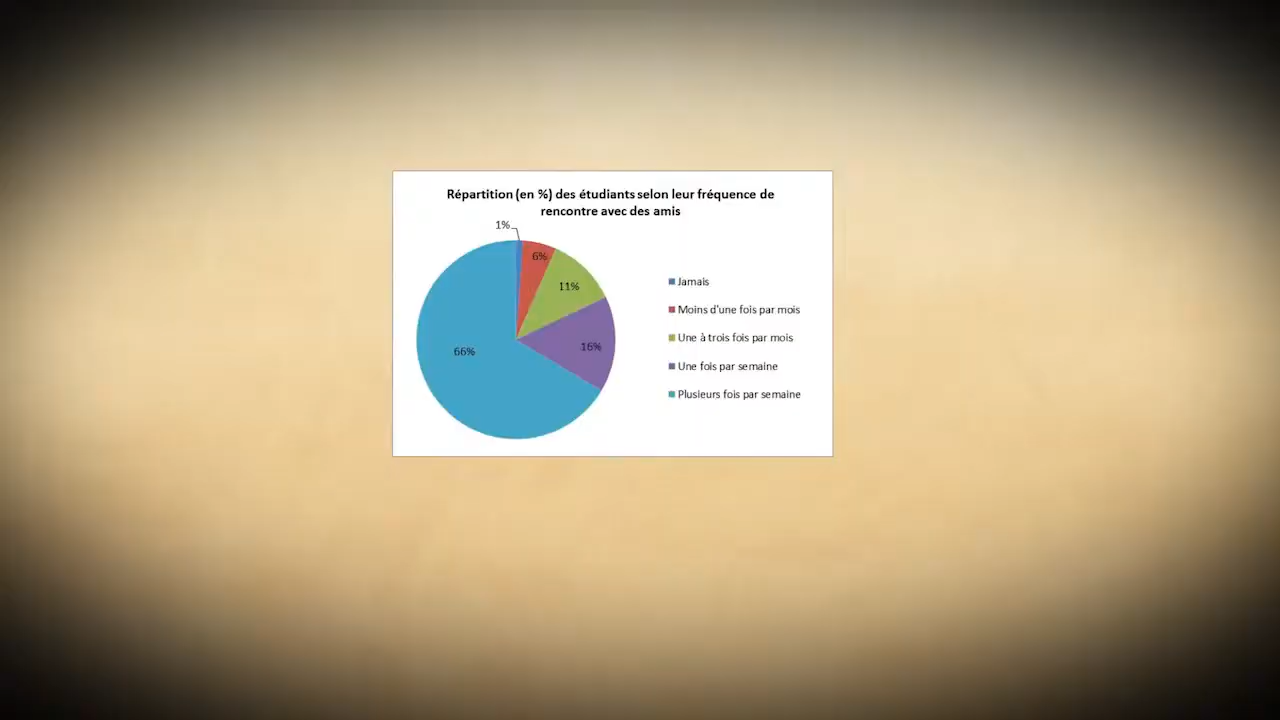 Répartition (en %) des étudiants selon leur fréquence de
rencontre avec des amis
1%
6%
11%
16%
66%
Jamais
Moins d'une fois par mois
Une à trois fois par mois
Une fois par semaine
Plusieurs fois par semaine